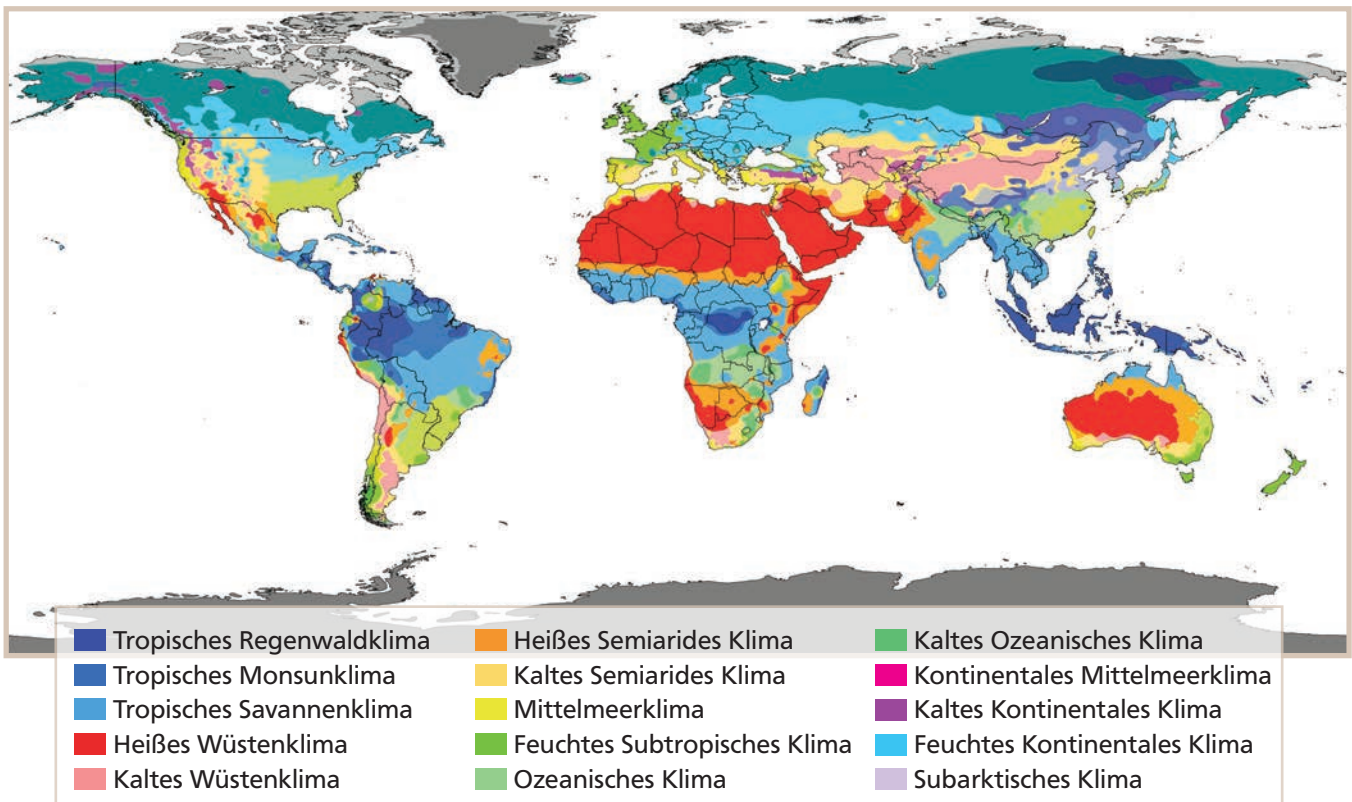 Tropisches Regenwaldklima
Tropisches Monsunklima
Tropisches Savannenklima
Heißes Wüstenklima
Kaltes Wüstenklima
Heißes Semiarides Klima
Kaltes Semiarides Klima
Mittelmeerklima
Feuchtes Subtropisches Klima
Ozeanisches Klima
Kaltes Ozeanisches Klima
Kontinentales Mittelmeerklima
Kaltes Kontinentales Klima
Feuchtes Kontinentales Klima
Subarktisches Klima